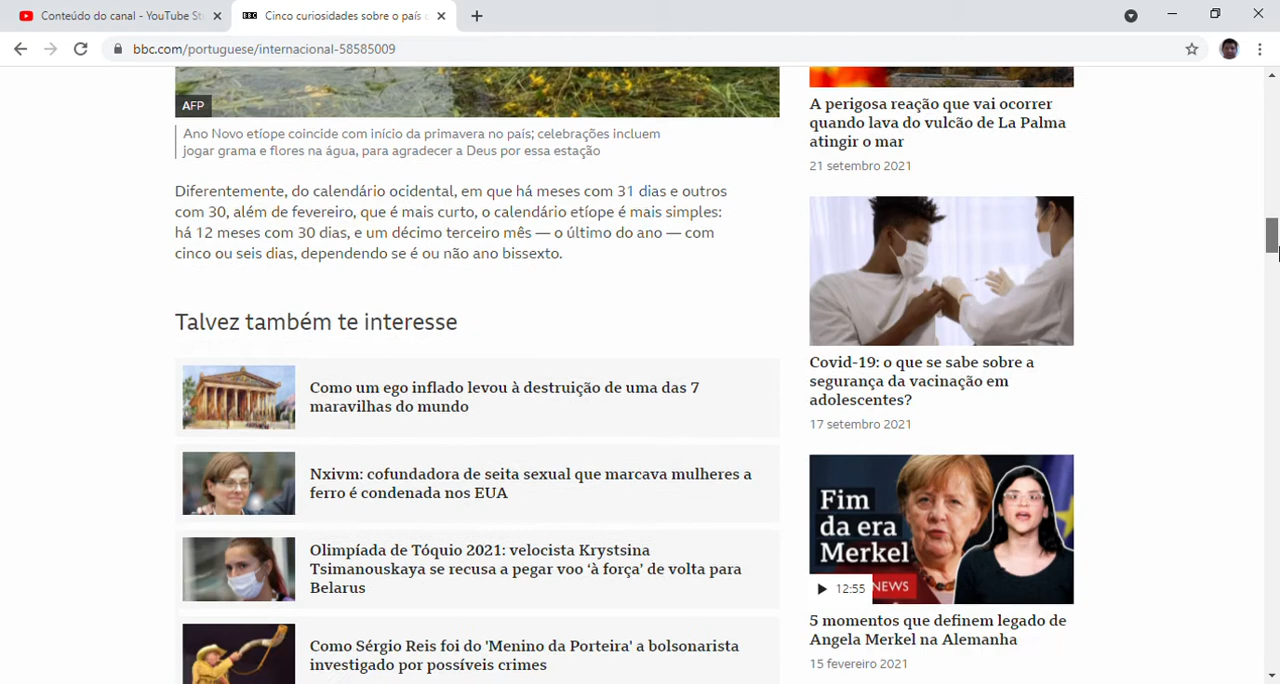 Conteúdo do canal - YouTube St
Cinco curiosidades sobre o país
bbc.com/portuguese/internacional-58585009
AFP
Ano Novo etíope coincide com início da primavera no país; celebrações incluem
jogar grama e flores na água, para agradecer a Deus por essa estação
Diferentemente, do calendário ocidental, em que há meses com 31 dias e outros
com 30, além de fevereiro, que é mais curto, o calendário etíope é mais simples:
há 12 meses com 30 dias, e um décimo terceiro mês — o último do ano — com
cinco ou seis dias, dependendo se é ou não ano bissexto.
Talvez também te interesse
Como um ego inflado levou à destruição de uma das 7
maravilhas do mundo
Nxivm: cofundadora de seita sexual que marcava mulheres a
ferro é condenada nos EUA
Olimpíada de Tóquio 2021: velocista Krystsina
Tsimanouskaya se recusa a pegar voo ‘à força’ de volta para
Belarus
Como Sérgio Reis foi do 'Menino da Porteira' a bolsonarista
investigado por possíveis crimes
A perigosa reação que vai ocorrer
quando lava do vulcão de La Palma
atingir o mar
21 setembro 2021
Covid-19: o que se sabe sobre a
segurança da vacinação em
adolescentes?
17 setembro 2021
Fim
da era
Merkel
NEWS
12:55
5 momentos que definem legado de
Angela Merkel na Alemanha
15 fevereiro 2021